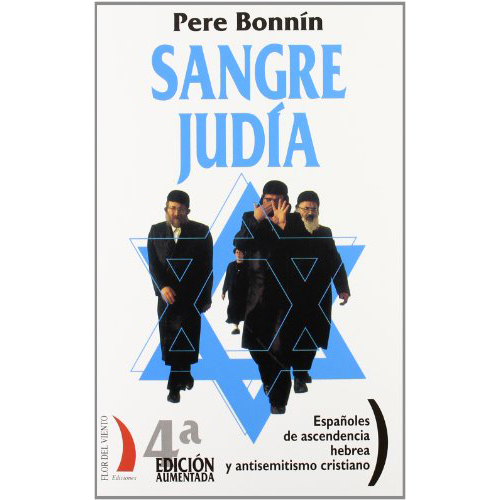 Pere Bonnín
SANGRE
JUDÍA
4ª
EDICIÓN
AUMENTADA
Españoles
de ascendencia
hebrea
y antisemitismo cristiano
FLOR DEL VIENTO
Ediciones